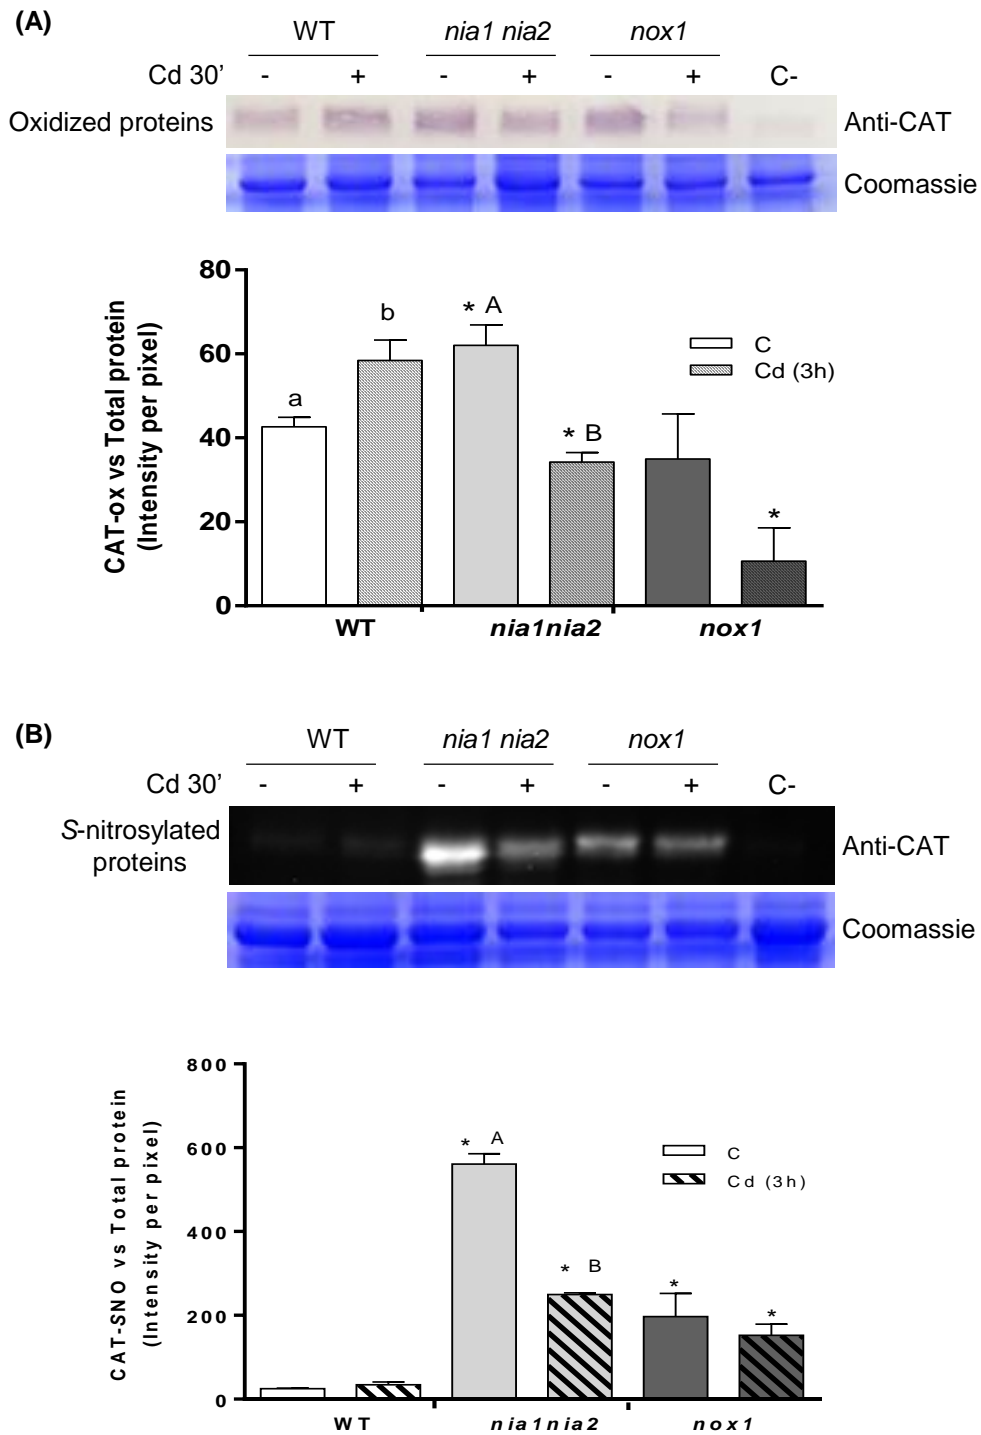 (A)
WT nia1 nia2 nox1
Cd 30’ - + - + - + C-
Oxidized proteins Anti-CAT
Coomassie
80
60
40
20
0
CAT-ox vs Total protein
(Intensity per pixel)
a b * A * B *
C
Cd (3h)
WT nia1nia2 nox1
(B)
WT nia1 nia2 nox1
Cd 30’ - + - + - + C-
S-nitrosylated
proteins
Anti-CAT
Coomassie
800
600
400
200
0
CAT-SNO vs Total protein
(Intensity per pixel)
* A * B * *
C
Cd (3h)
WT nia1nia2 nox1